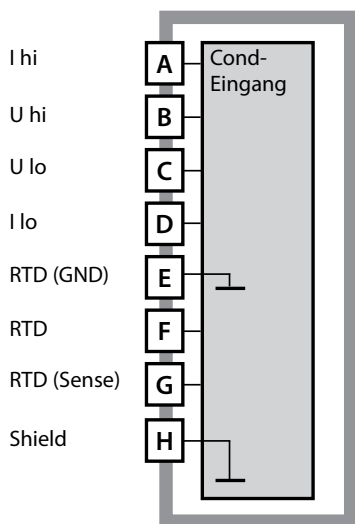 I hi
A
Cond-
Eingang
U hi
B
U lo
C
I lo
D
RTD (GND)
E
RTD
F
RTD (Sense)
G
Shield
H